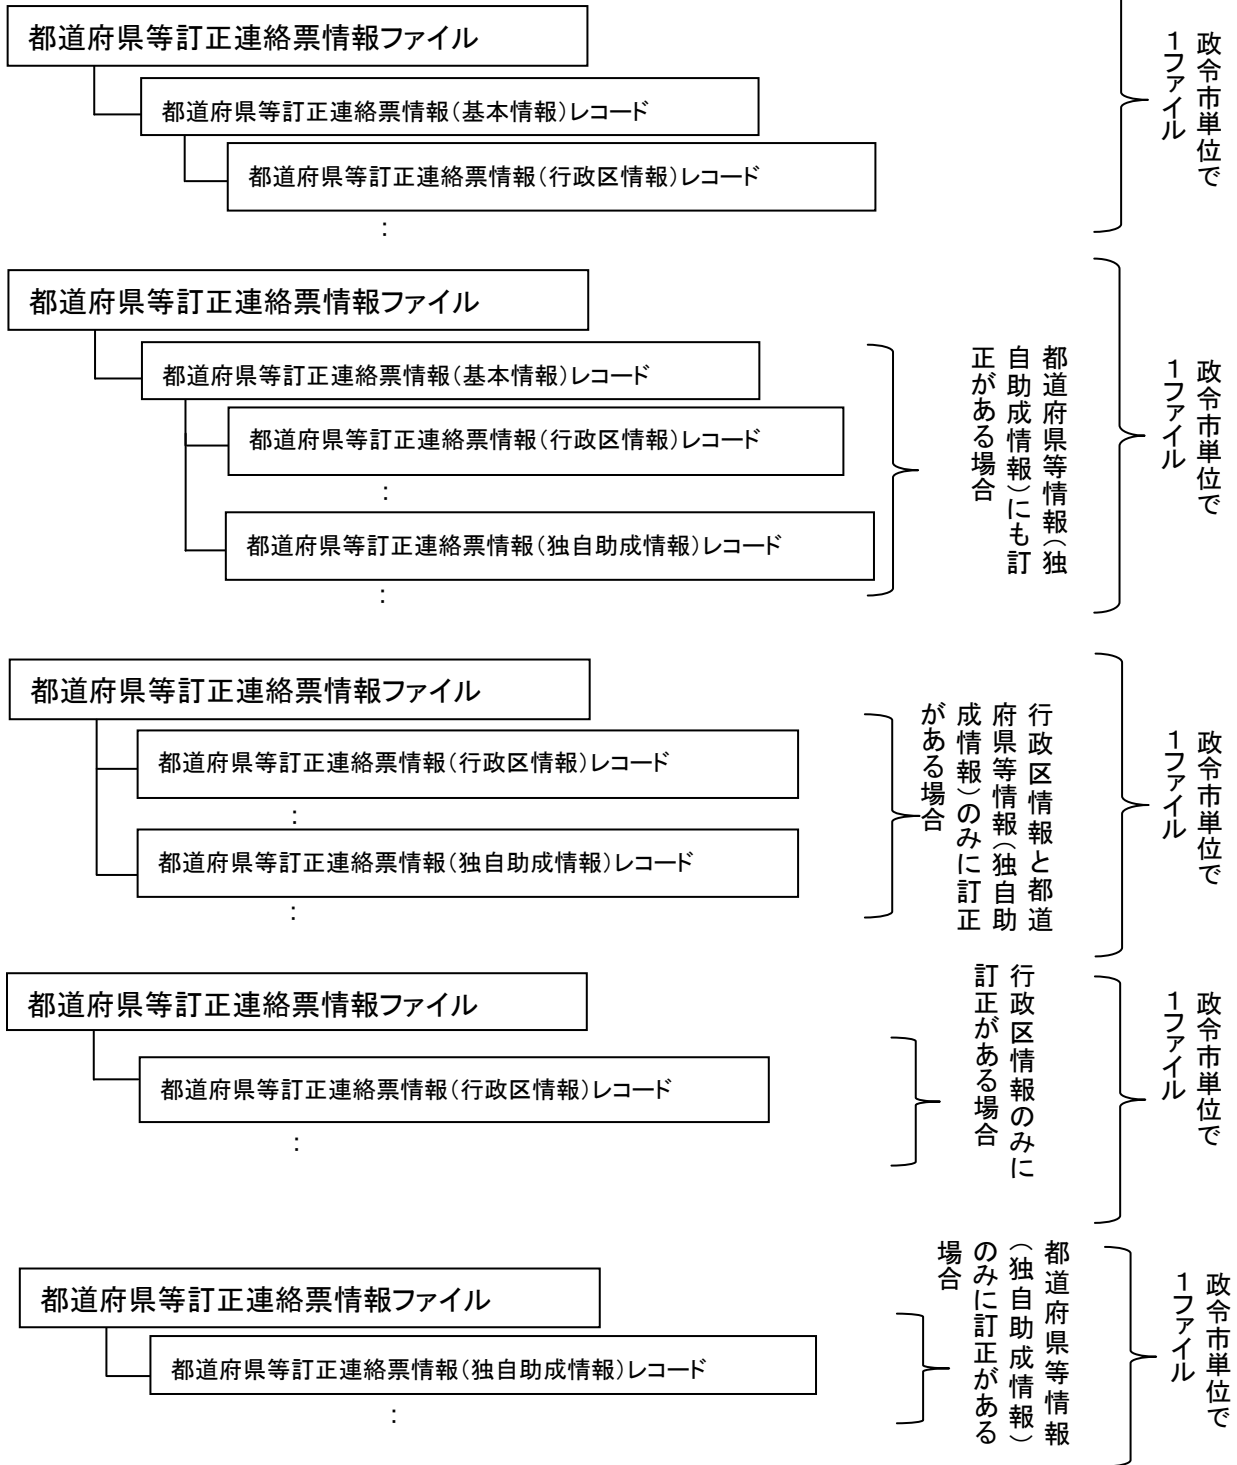 都道府県等訂正連絡票情報ファイル
都道府県等訂正連絡票情報（基本情報）レコード
都道府県等訂正連絡票情報（行政区情報）レコード
：
政令市単位で
１ファイル
都道府県等訂正連絡票情報ファイル
都道府県等訂正連絡票情報（基本情報）レコード
都道府県等訂正連絡票情報（行政区情報）レコード
：
都道府県等訂正連絡票情報（独自助成情報）レコード
：
都道府県等情報（独
自助成情報）にも訂
正がある場合
政令市単位で
１ファイル
都道府県等訂正連絡票情報ファイル
都道府県等訂正連絡票情報（行政区情報）レコード
：
都道府県等訂正連絡票情報（独自助成情報）レコード
：
行政区情報と都道
府県等情報（独自助
成情報）のみに訂正
がある場合
政令市単位で
１ファイル
都道府県等訂正連絡票情報ファイル
都道府県等訂正連絡票情報（行政区情報）レコード
：
行政区情報のみに
訂正がある場合
政令市単位で
１ファイル
都道府県等訂正連絡票情報ファイル
都道府県等訂正連絡票情報（独自助成情報）レコード
：
都道府県等情報
（独自助成情報）
のみに訂正がある
場合
政令市単位で
１ファイル